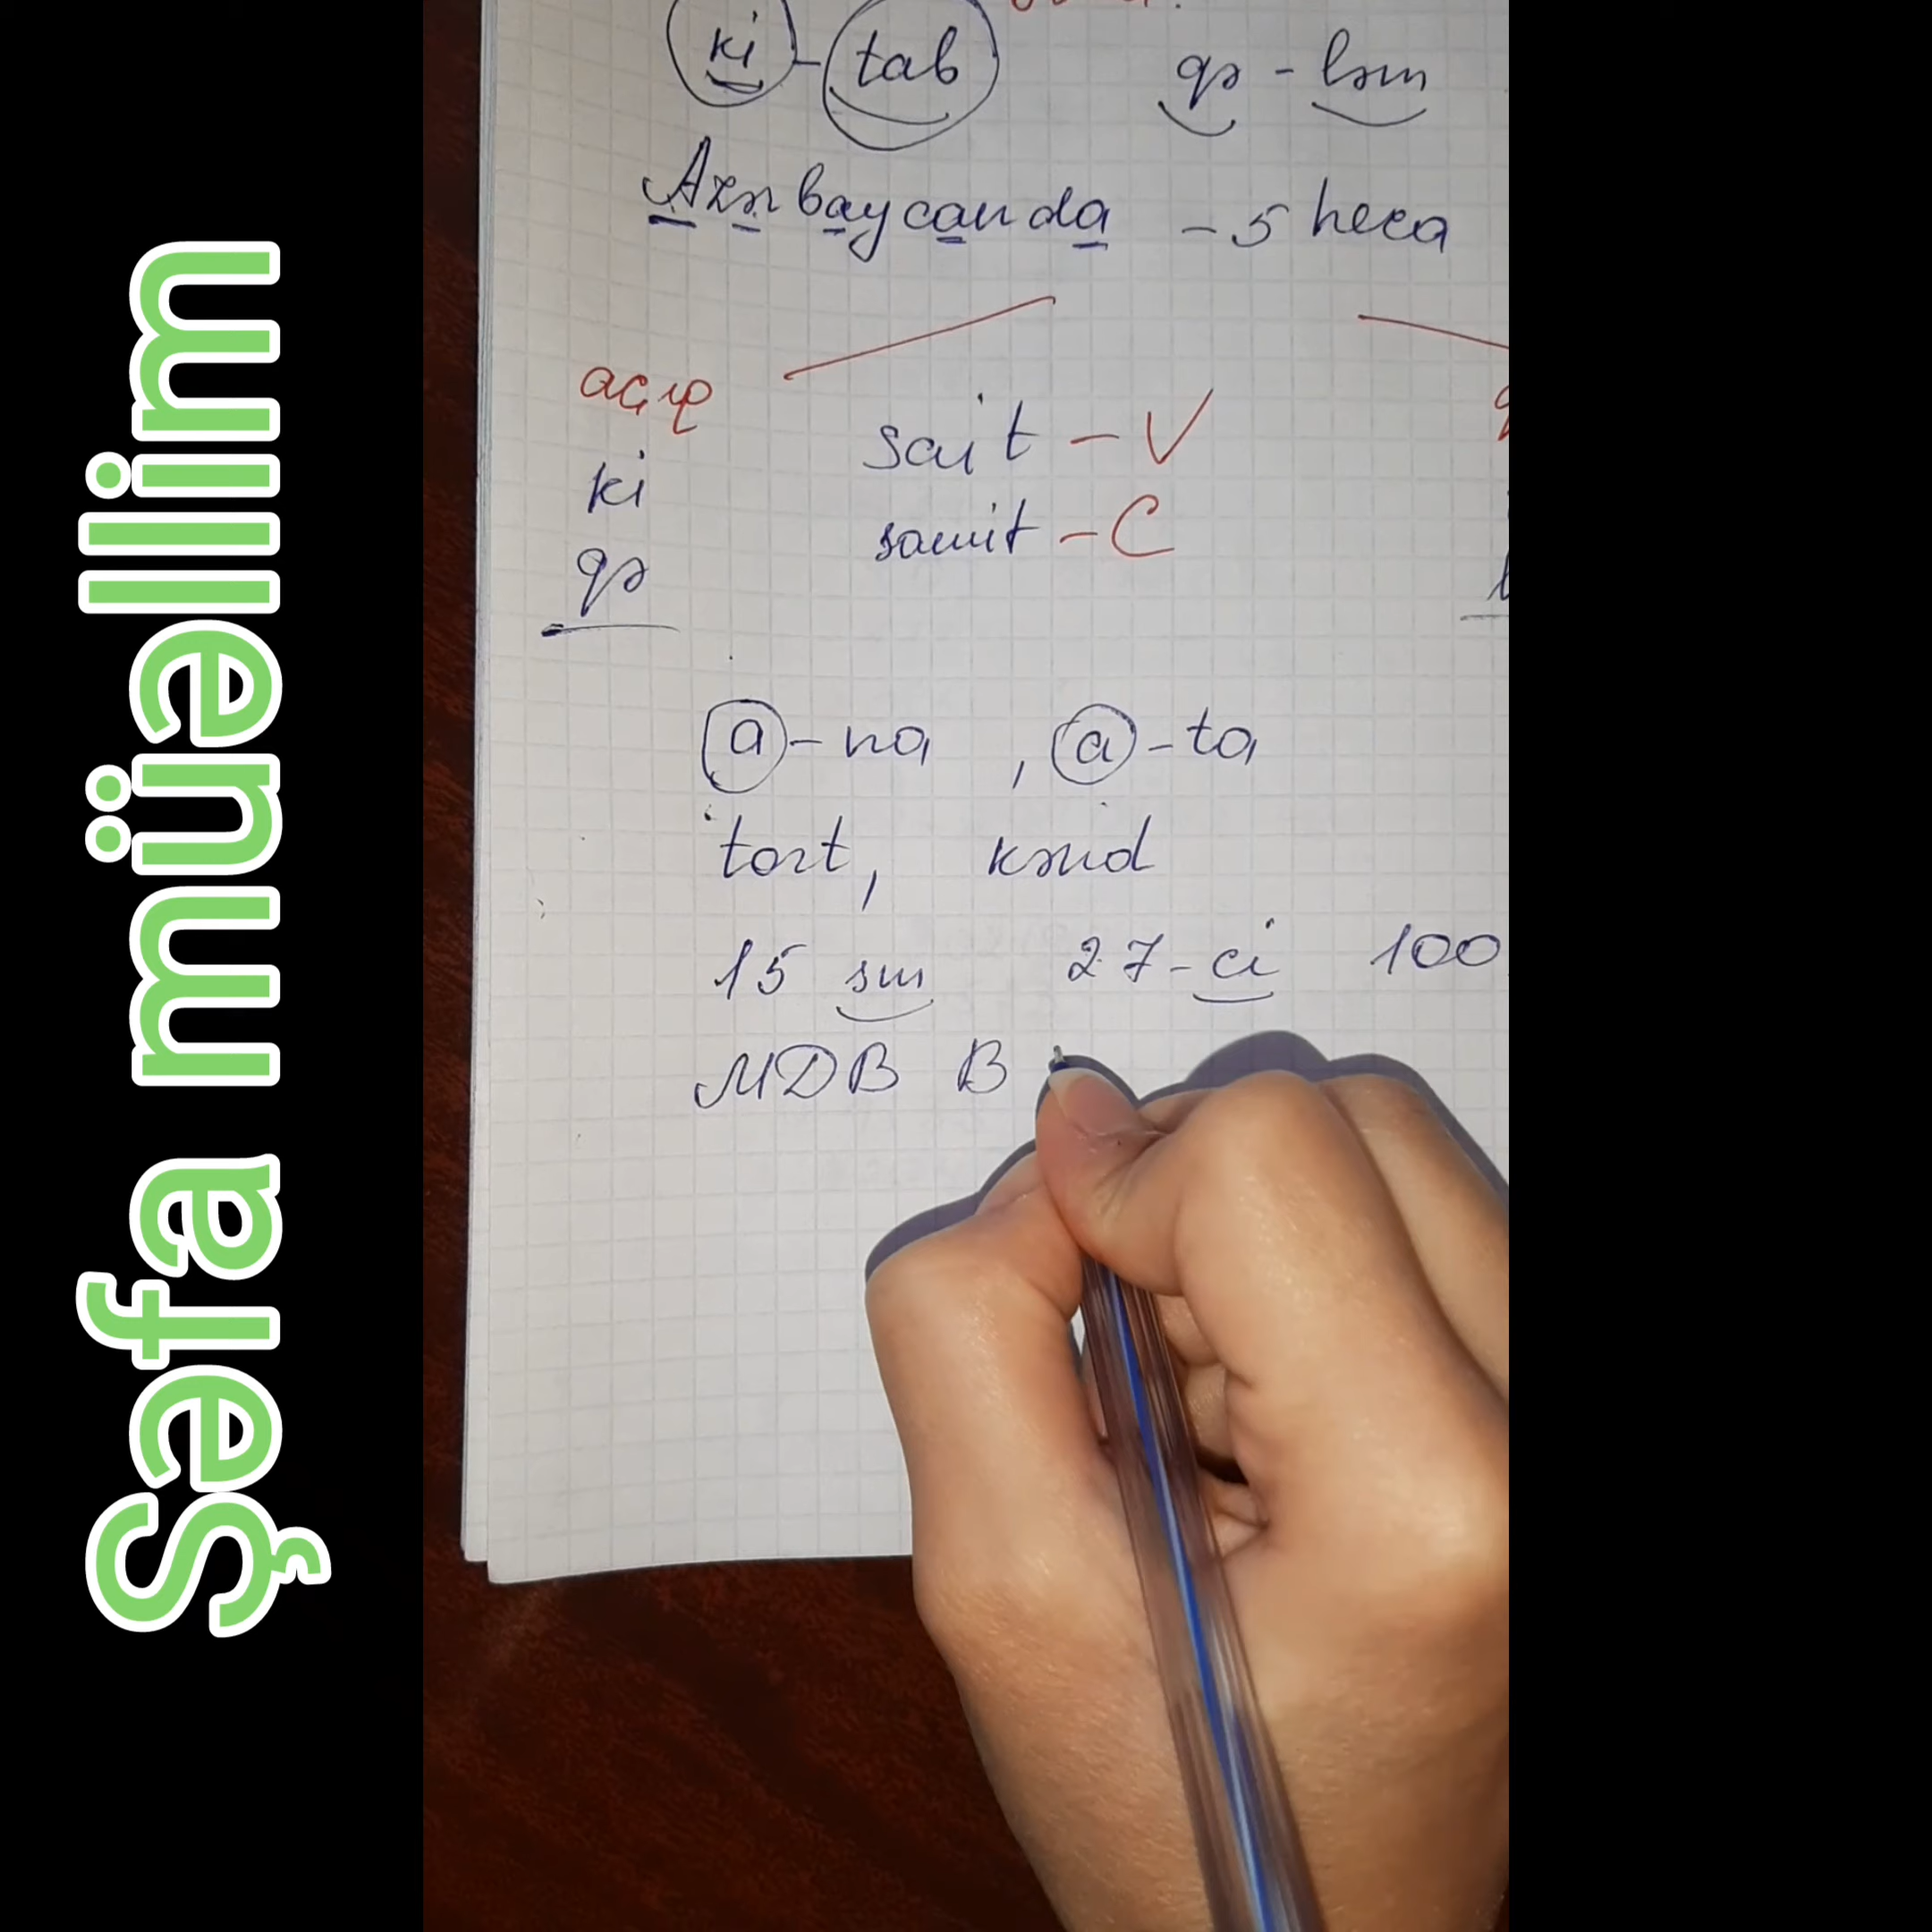 Şəfa müəllim
ki - tab qə - ləm
Azərbaycanda - 5 heca
açıq
sait - V
ki
samit - C
qə
a - na , a - ta
tort, kənd
15 sm 27-ci 100
MDB B